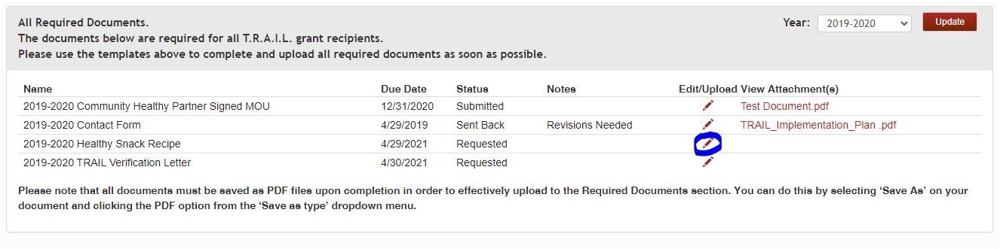 All Required Documents.
The documents below are required for all T.R.A.I.L. grant recipients.
Please use the templates above to complete and upload all required documents as soon as possible.
Year: 2019-2020 Update
Name Due Date Status Notes Edit/Upload View Attachment(s)
2019-2020 Community Healthy Partner Signed MOU 12/31/2020 Submitted Test Document.pdf
2019-2020 Contact Form 4/29/2019 Sent Back Revisions Needed TRAIL_Implementation_Plan .pdf
2019-2020 Healthy Snack Recipe 4/29/2021 Requested
2019-2020 TRAIL Verification Letter 4/30/2021 Requested
Please note that all documents must be saved as PDF files upon completion in order to effectively upload to the Required Documents section. You can do this by selecting ‘Save As’ on your
document and clicking the PDF option from the ‘Save as type’ dropdown menu.